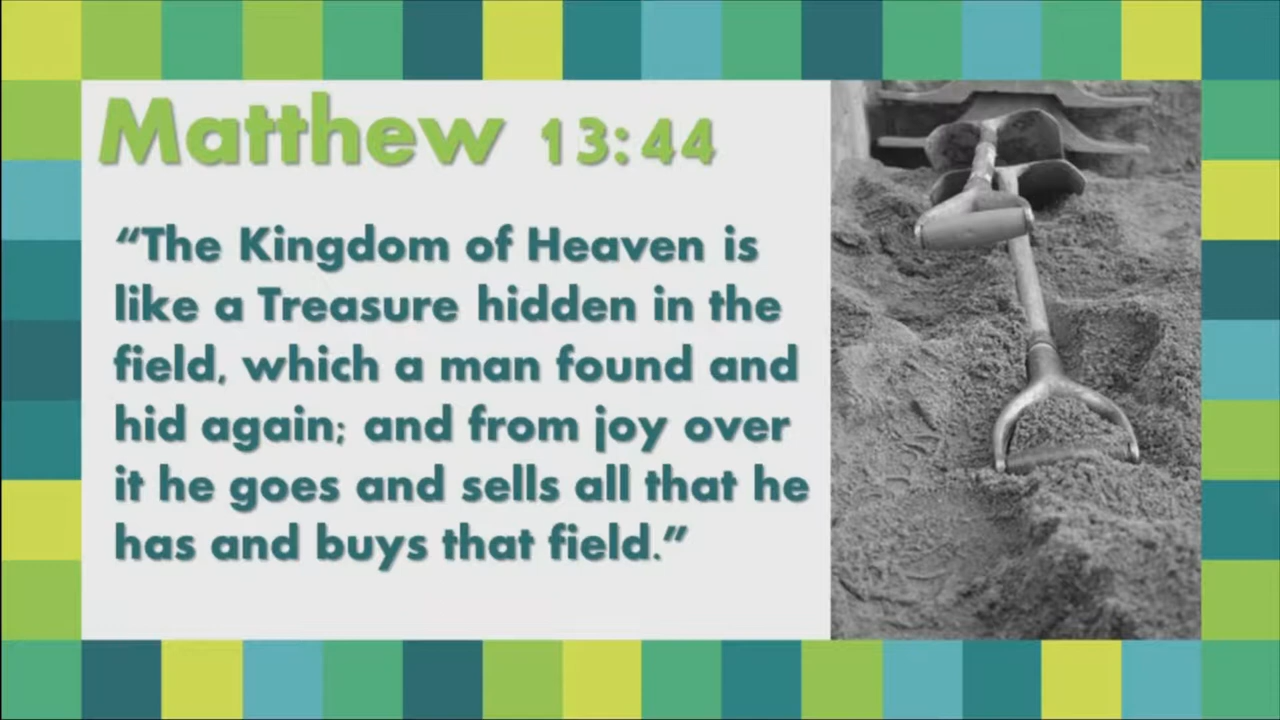 Matthew 13:44
“The Kingdom of Heaven is
like a Treasure hidden in the
field, which a man found and
hid again; and from joy over
it he goes and sells all that he
has and buys that field.”